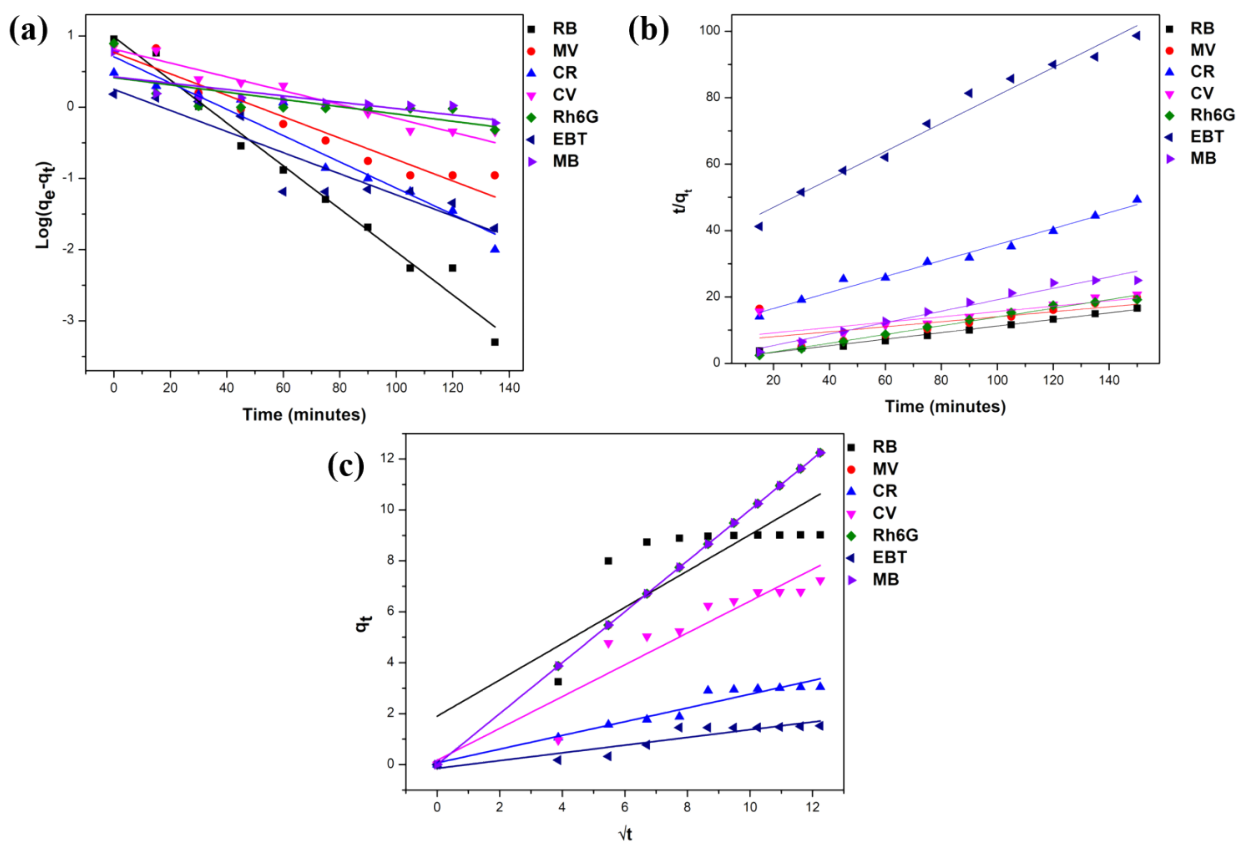 (a)
RB
MV
CR
CV
Rh6G
EBT
MB
1
0
-1
-2
-3
Log(qe-qt)
0 20 40 60 80 100 120 140
Time (minutes)
(b)
RB
MV
CR
CV
Rh6G
EBT
MB
100
80
60
40
20
0
t/qt
20 40 60 80 100 120 140
Time (minutes)
(c)
RB
MV
CR
CV
Rh6G
EBT
MB
12
10
8
6
4
2
0
qt
0 2 4 6 8 10 12
√t